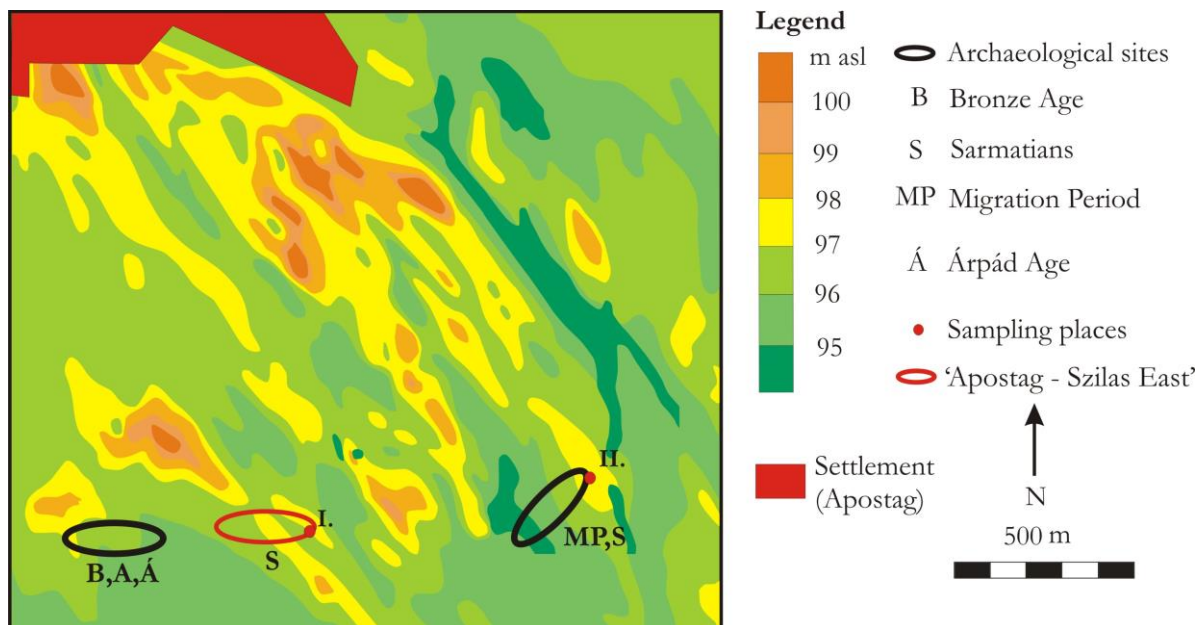 I.
II.
S
MP,S
B,A,Á
Legend
m asl
100
99
98
97
96
95
Settlement
(Apostag)
Archaeological sites
B Bronze Age
S Sarmatians
MP Migration Period
Á Árpád Age
Sampling places
‘Apostag - Szilas East’
N
500 m